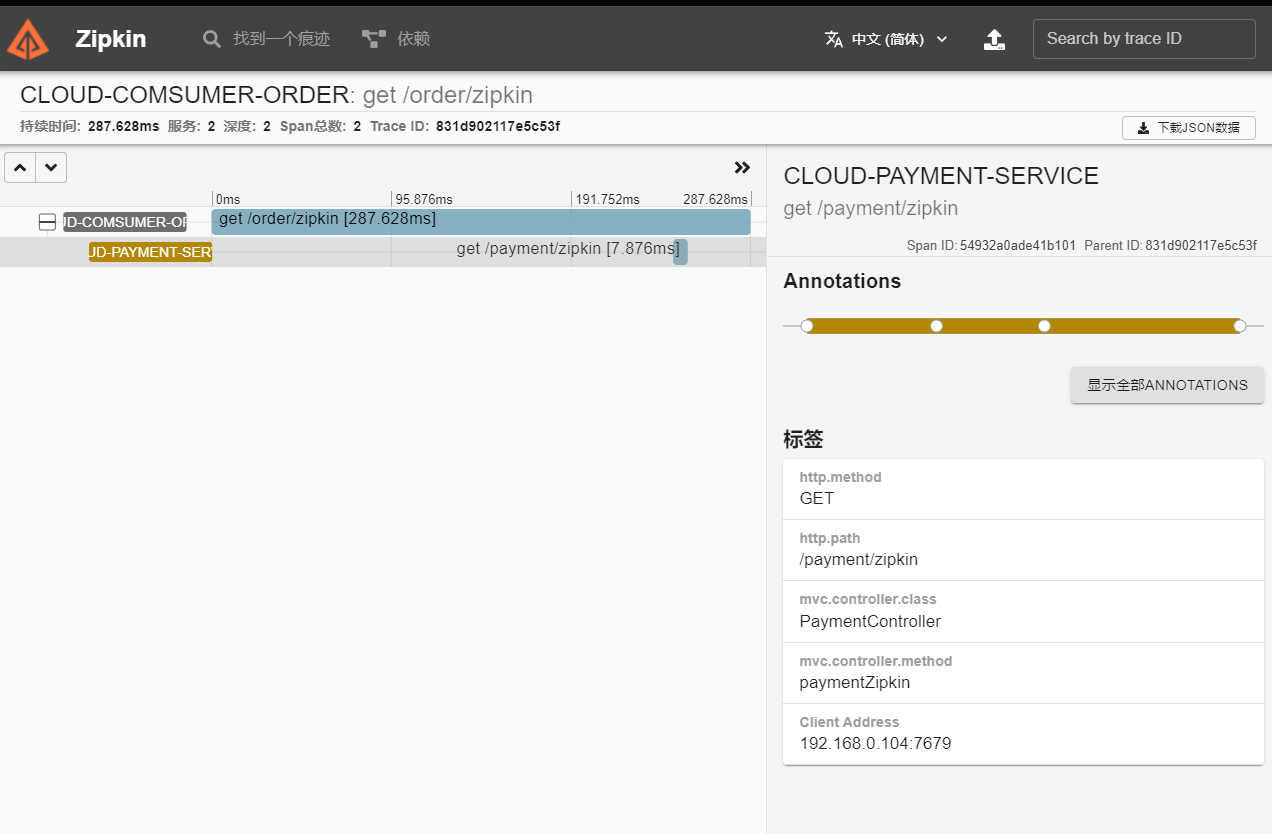 Zipkin 找到一个痕迹 依赖 中文 (简体) Search by trace ID
CLOUD-COMSUMER-ORDER: get /order/zipkin
持续时间: 287.628ms 服务: 2 深度: 2 Span总数: 2 Trace ID: 831d902117e5c53f
下载JSON数据
0ms 95.876ms 191.752ms 287.628ms
D-COMSUMER-OF get /order/zipkin [287.628ms]
UD-PAYMENT-SER get /payment/zipkin [7.876ms]
CLOUD-PAYMENT-SERVICE
get /payment/zipkin
Span ID: 54932a0ade41b101 Parent ID: 831d902117e5c53f
Annotations
显示全部ANNOTATIONS
标签
http.method
GET
http.path
/payment/zipkin
mvc.controller.class
PaymentController
mvc.controller.method
paymentZipkin
Client Address
192.168.0.104:7679